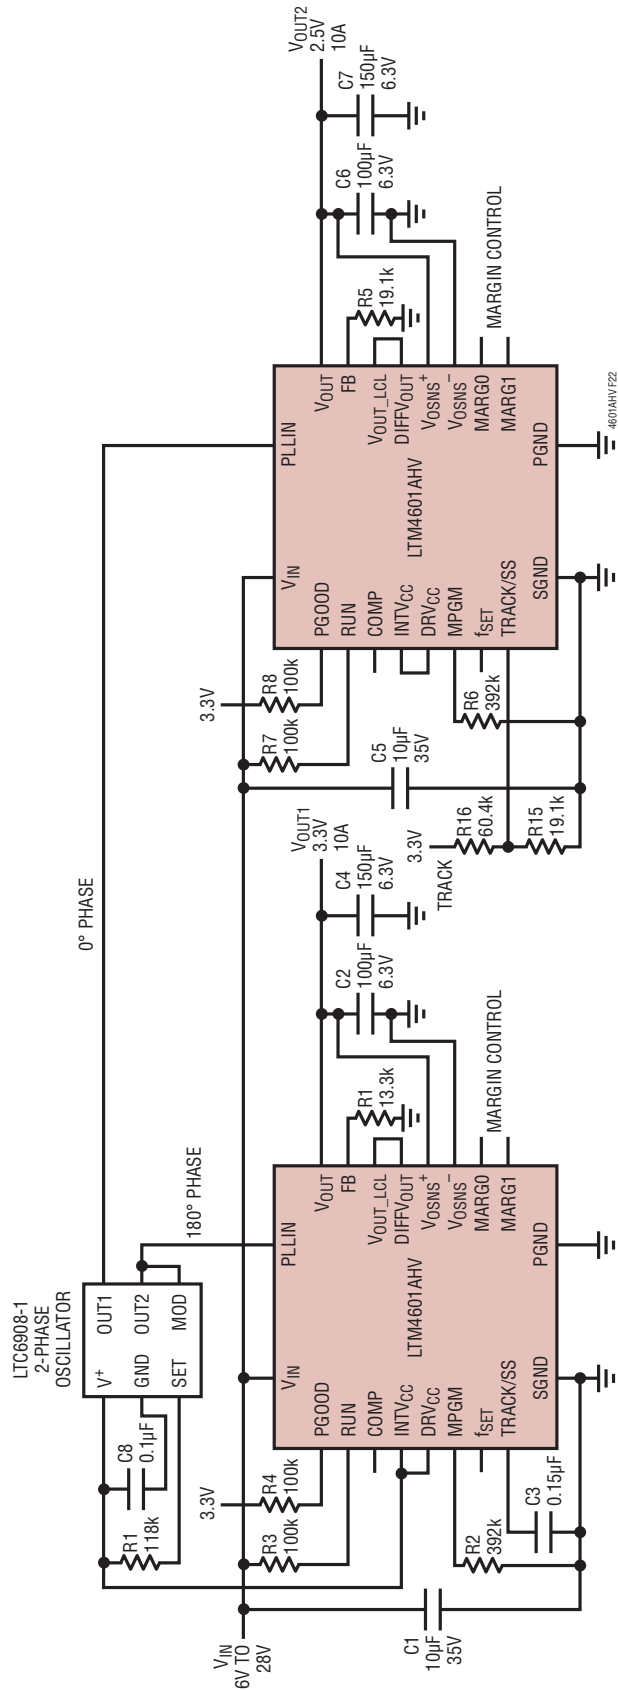 LTC6908-1
2-PHASE
OSCILLATOR
V+
GND
SET
OUT1
OUT2
MOD
C8
0.1µF
R1
118k
0° PHASE
180° PHASE
VIN
6V TO
28V
C1
10µF
35V
R3
100k
3.3V
R4
100k
R2
392k
C3
0.15µF
VIN
PLLIN
PGOOD
RUN
COMP
INTVCC
DRVCC
MPGM
fSET
TRACK/SS
LTM4601AHV
VOUT
FB
VOUT_LCL
DIFFVOUT
VOSNS+
VOSNS–
MARG0
MARG1
SGND
PGND
R1
13.3k
MARGIN CONTROL
C2
100µF
6.3V
C4
150µF
6.3V
VOUT1
3.3V
10A
3.3V
TRACK
R16
60.4k
R15
19.1k
C5
10µF
35V
R7
100k
3.3V
R8
100k
R6
392k
VIN
PLLIN
PGOOD
RUN
COMP
INTVCC
DRVCC
MPGM
fSET
TRACK/SS
LTM4601AHV
VOUT
FB
VOUT_LCL
DIFFVOUT
VOSNS+
VOSNS–
MARG0
MARG1
SGND
PGND
R5
19.1k
MARGIN CONTROL
C6
100µF
6.3V
C7
150µF
6.3V
VOUT2
2.5V
10A
4601AHV F22